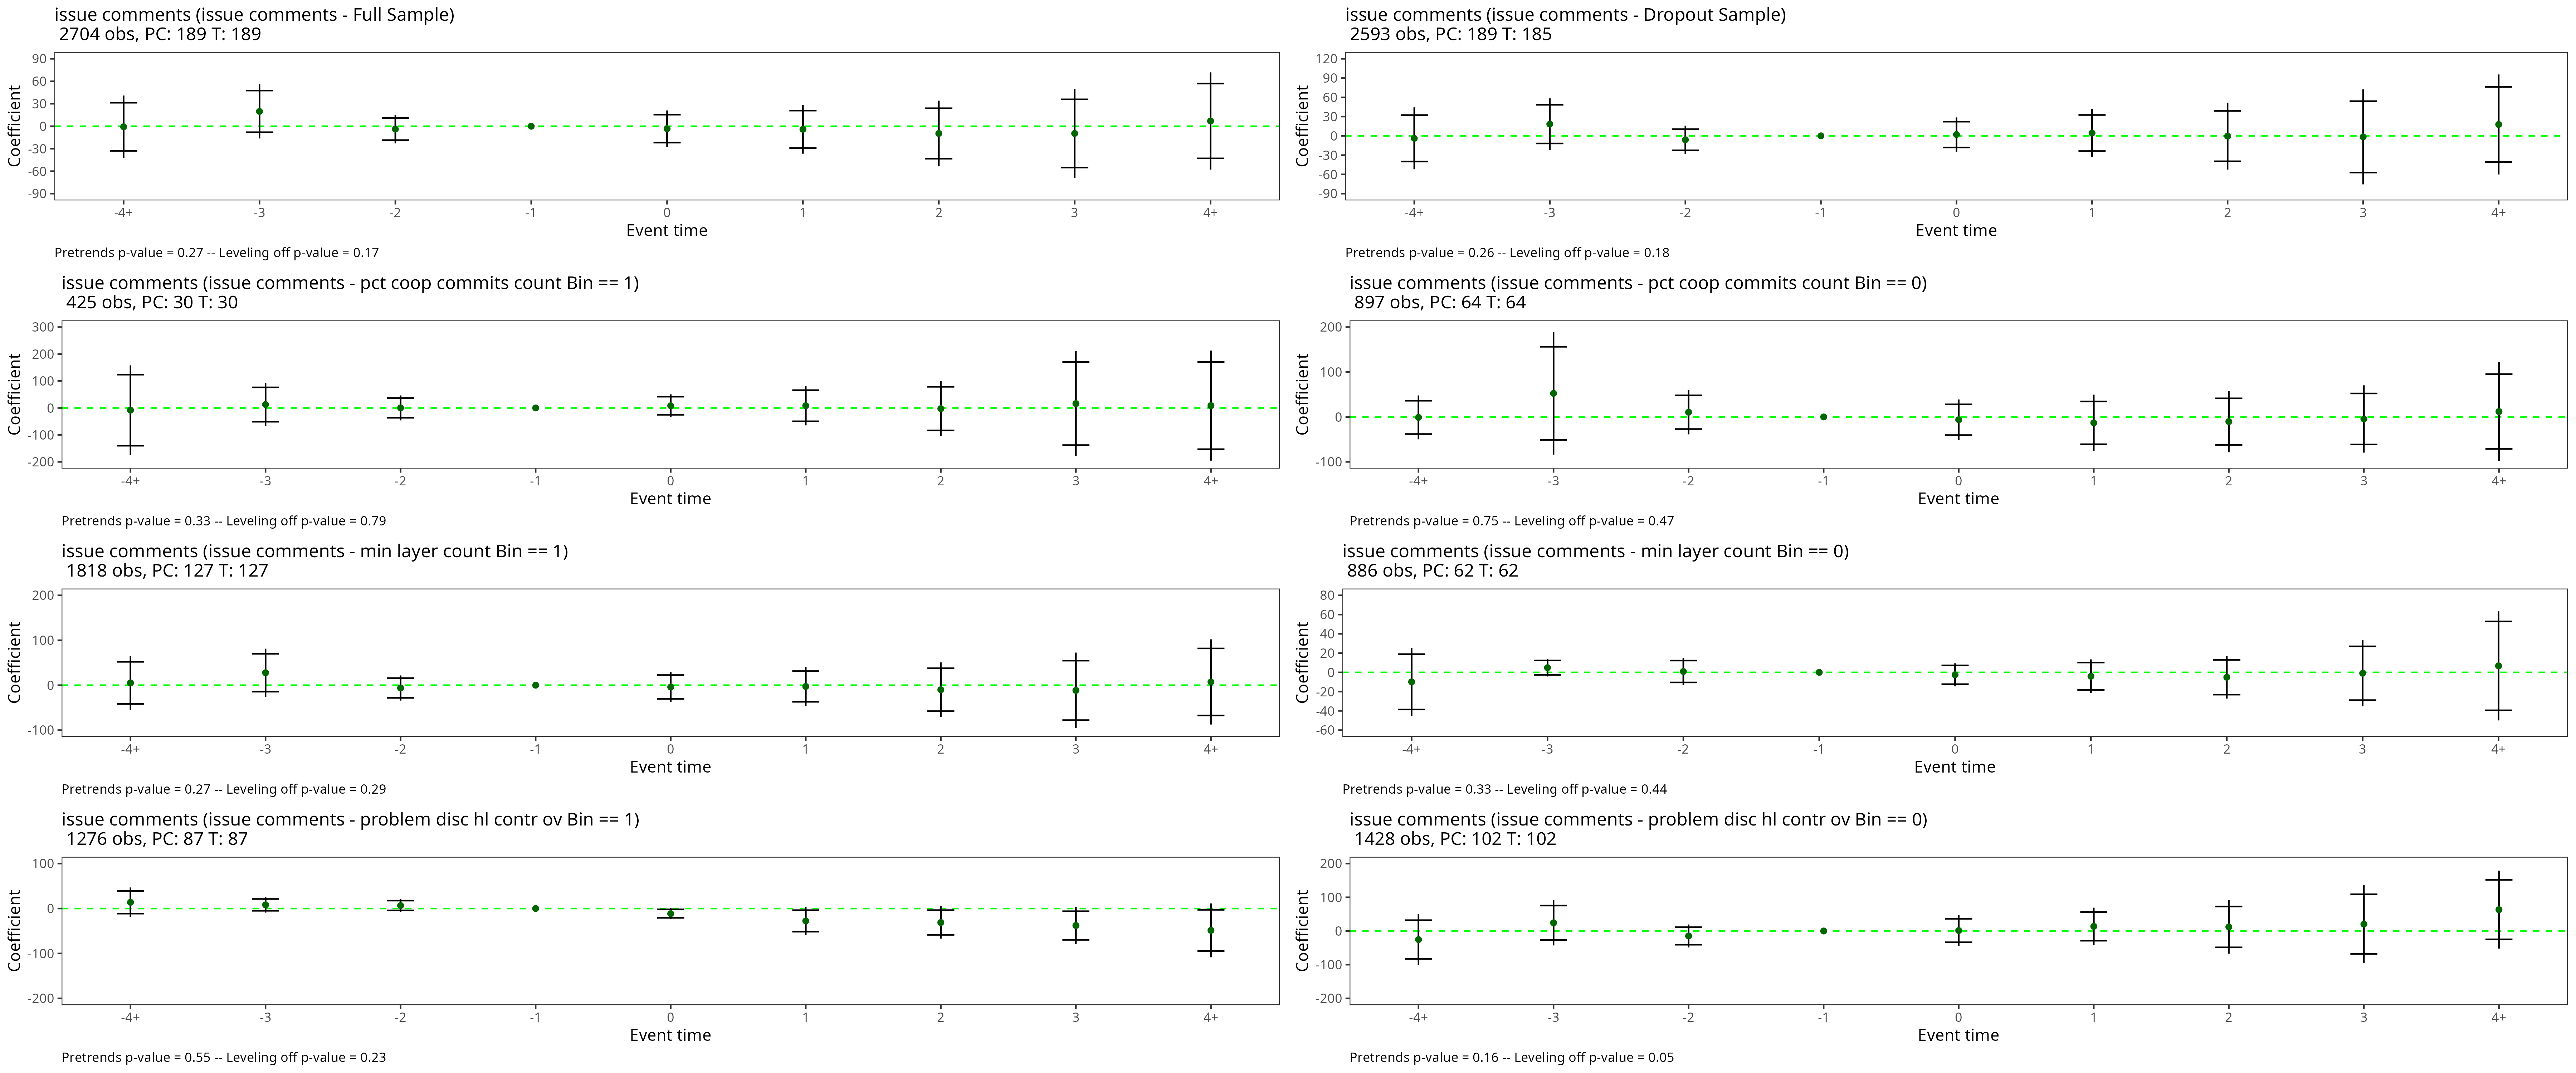 issue comments (issue comments - Full Sample)
2704 obs, PC: 189 T: 189
90
60
30
0
-30
-60
-90
Coefficient
-4+ -3 -2 -1 0 1 2 3 4+
Event time
Pretrends p-value = 0.27 -- Leveling off p-value = 0.17
issue comments (issue comments - Dropout Sample)
2593 obs, PC: 189 T: 185
120
90
60
30
0
-30
-60
-90
Coefficient
-4+ -3 -2 -1 0 1 2 3 4+
Event time
Pretrends p-value = 0.26 -- Leveling off p-value = 0.18
issue comments (issue comments - pct coop commits count Bin == 1)
425 obs, PC: 30 T: 30
300
200
100
0
-100
-200
Coefficient
-4+ -3 -2 -1 0 1 2 3 4+
Event time
Pretrends p-value = 0.33 -- Leveling off p-value = 0.79
issue comments (issue comments - pct coop commits count Bin == 0)
897 obs, PC: 64 T: 64
200
100
0
-100
Coefficient
-4+ -3 -2 -1 0 1 2 3 4+
Event time
Pretrends p-value = 0.75 -- Leveling off p-value = 0.47
issue comments (issue comments - min layer count Bin == 1)
1818 obs, PC: 127 T: 127
200
100
0
-100
Coefficient
-4+ -3 -2 -1 0 1 2 3 4+
Event time
Pretrends p-value = 0.27 -- Leveling off p-value = 0.29
issue comments (issue comments - min layer count Bin == 0)
886 obs, PC: 62 T: 62
80
60
40
20
0
-20
-40
-60
Coefficient
-4+ -3 -2 -1 0 1 2 3 4+
Event time
Pretrends p-value = 0.33 -- Leveling off p-value = 0.44
issue comments (issue comments - problem disc hl contr ov Bin == 1)
1276 obs, PC: 87 T: 87
100
0
-100
-200
Coefficient
-4+ -3 -2 -1 0 1 2 3 4+
Event time
Pretrends p-value = 0.55 -- Leveling off p-value = 0.23
issue comments (issue comments - problem disc hl contr ov Bin == 0)
1428 obs, PC: 102 T: 102
200
100
0
-100
-200
Coefficient
-4+ -3 -2 -1 0 1 2 3 4+
Event time
Pretrends p-value = 0.16 -- Leveling off p-value = 0.05